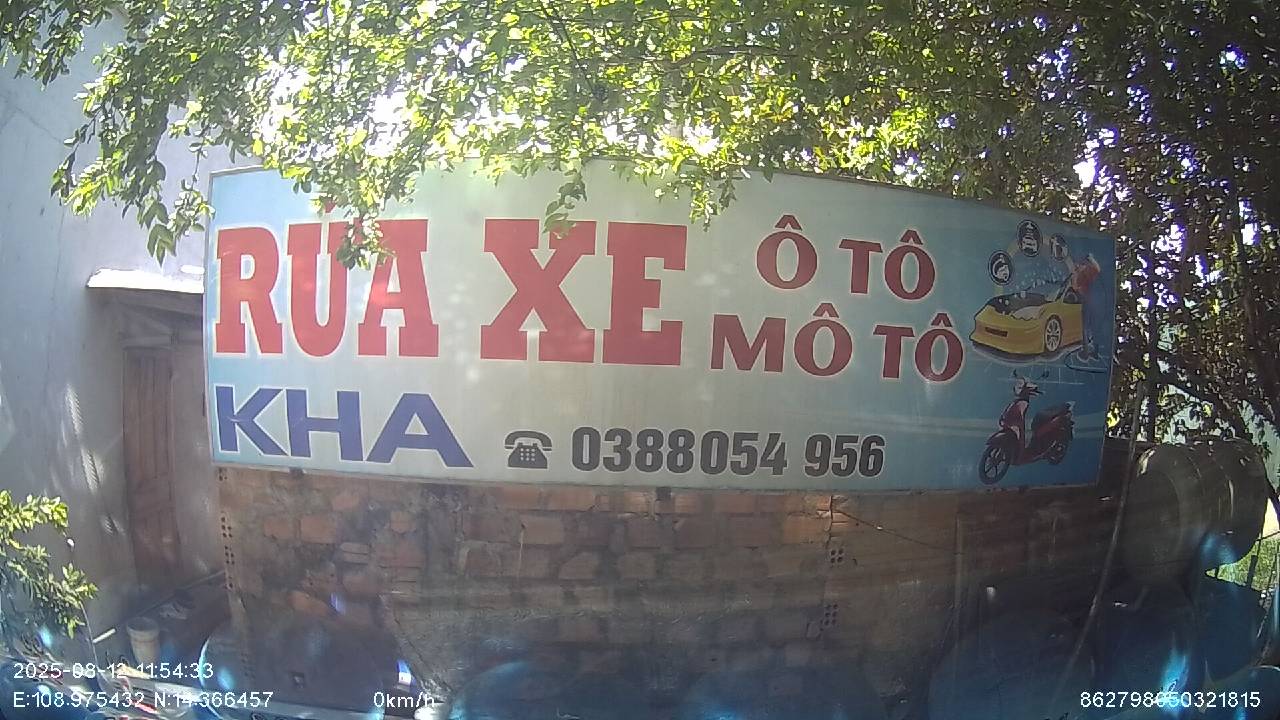 RỬA XE
Ô TÔ
MÔ TÔ
KHA
0388054 956
2025-08-12 11:54:33
E:108.975432 N:14.366457
0km/h
862798650321815